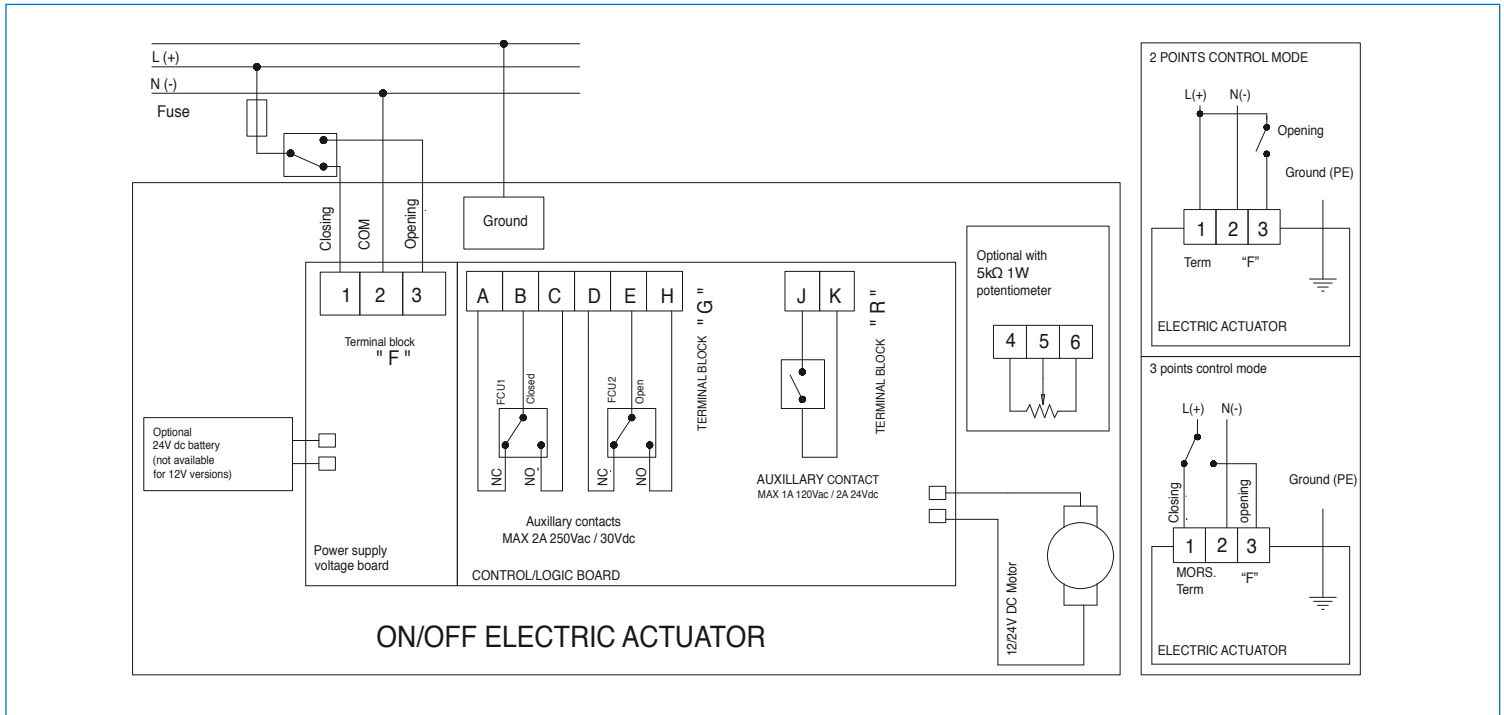 L (+)
N (-)
Fuse
Closing
COM
Opening
Ground
1 2 3
Terminal block
" F "
A B C D E H
TERMINAL BLOCK " G "
FCU1
Closed
FCU2
Open
NC
NO
NC
NO
Auxillary contacts
MAX 2A 250Vac / 30Vdc
J K
TERMINAL BLOCK " R "
AUXILLARY CONTACT
MAX 1A 120Vac / 2A 24Vdc
Optional with
5kΩ 1W
potentiometer
4 5 6
Optional
24V dc battery
(not available
for 12V versions)
Power supply
voltage board
CONTROL/LOGIC BOARD
12/24V DC Motor
ON/OFF ELECTRIC ACTUATOR
2 POINTS CONTROL MODE
L(+) N(-)
Opening
Ground (PE)
1 2 3
Term "F"
ELECTRIC ACTUATOR
3 points control mode
L(+) N(-)
Ground (PE)
Closing
opening
1 2 3
MORS.
Term "F"
ELECTRIC ACTUATOR